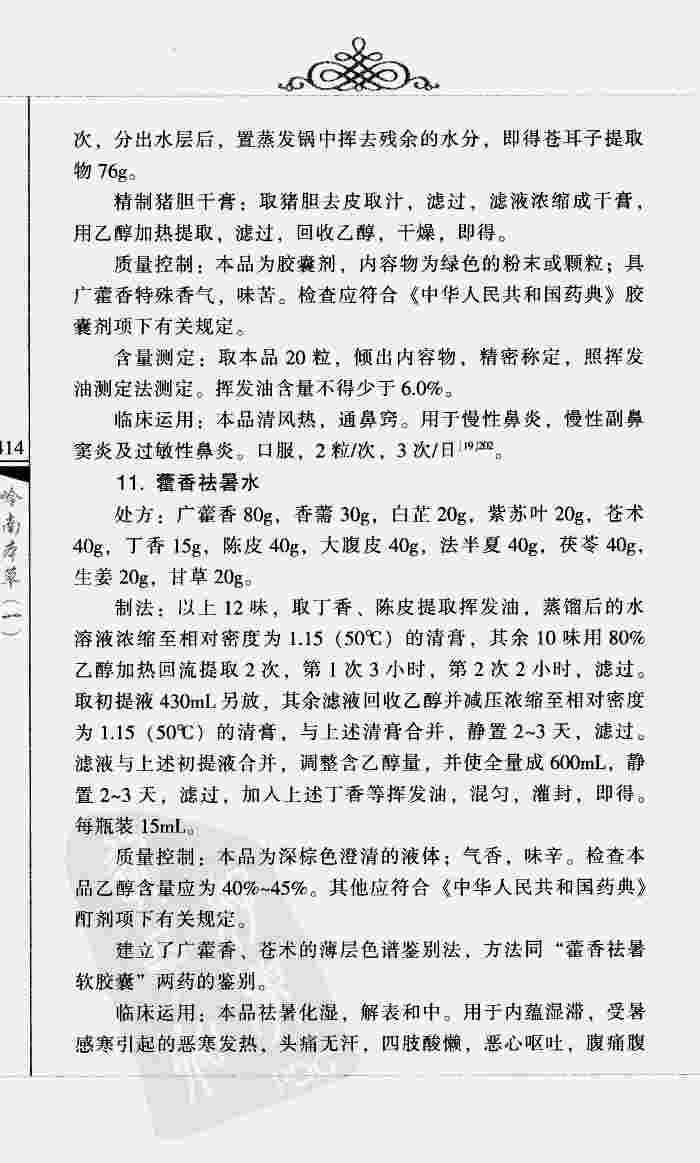 次，分出水层后，置蒸发锅中挥去残余的水分，即得苍耳子提取
物 76g。
精制猪胆干膏：取猪胆去皮取汁，滤过，滤液浓缩成干膏，
用乙醇加热提取，滤过，回收乙醇，干燥，即得。
质量控制：本品为胶囊剂，内容物为绿色的粉末或颗粒；具
广藿香特殊香气，味苦。检查应符合《中华人民共和国药典》胶
囊剂项下有关规定。
含量测定：取本品 20 粒，倾出内容物，精密称定，照挥发
油测定法测定。挥发油含量不得少于 6.0%。
临床运用：本品清风热，通鼻窍。用于慢性鼻炎，慢性副鼻
窦炎及过敏性鼻炎。口服，2 粒/次，3 次/日[19]202。
11. 藿香祛暑水
处方：广藿香 80g，香薷 30g，白芷 20g，紫苏叶 20g，苍术
40g，丁香 15g，陈皮 40g，大腹皮 40g，法半夏 40g，茯苓 40g，
生姜 20g，甘草 20g。
制法：以上 12 味，取丁香、陈皮提取挥发油，蒸馏后的水
溶液浓缩至相对密度为 1.15（50℃）的清膏，其余 10 味用 80%
乙醇加热回流提取 2 次，第 1 次 3 小时，第 2 次 2 小时，滤过。
取初提液 430mL 另放，其余滤液回收乙醇并减压浓缩至相对密度
为 1.15（50℃）的清膏，与上述清膏合并，静置 2~3 天，滤过。
滤液与上述初提液合并，调整含乙醇量，并使全量成 600mL，静
置 2~3 天，滤过，加入上述丁香等挥发油，混匀，灌封，即得。
每瓶装 15mL。
质量控制：本品为深棕色澄清的液体；气香，味辛。检查本
品乙醇含量应为 40%~45%。其他应符合《中华人民共和国药典》
酊剂项下有关规定。
建立了广藿香、苍术的薄层色谱鉴别法，方法同“藿香祛暑
软胶囊”两药的鉴别。
临床运用：本品祛暑化湿，解表和中。用于内蕴湿滞，受暑
感寒引起的恶寒发热，头痛无汗，四肢酸懒，恶心呕吐，腹痛腹
414
岭南本草（一）